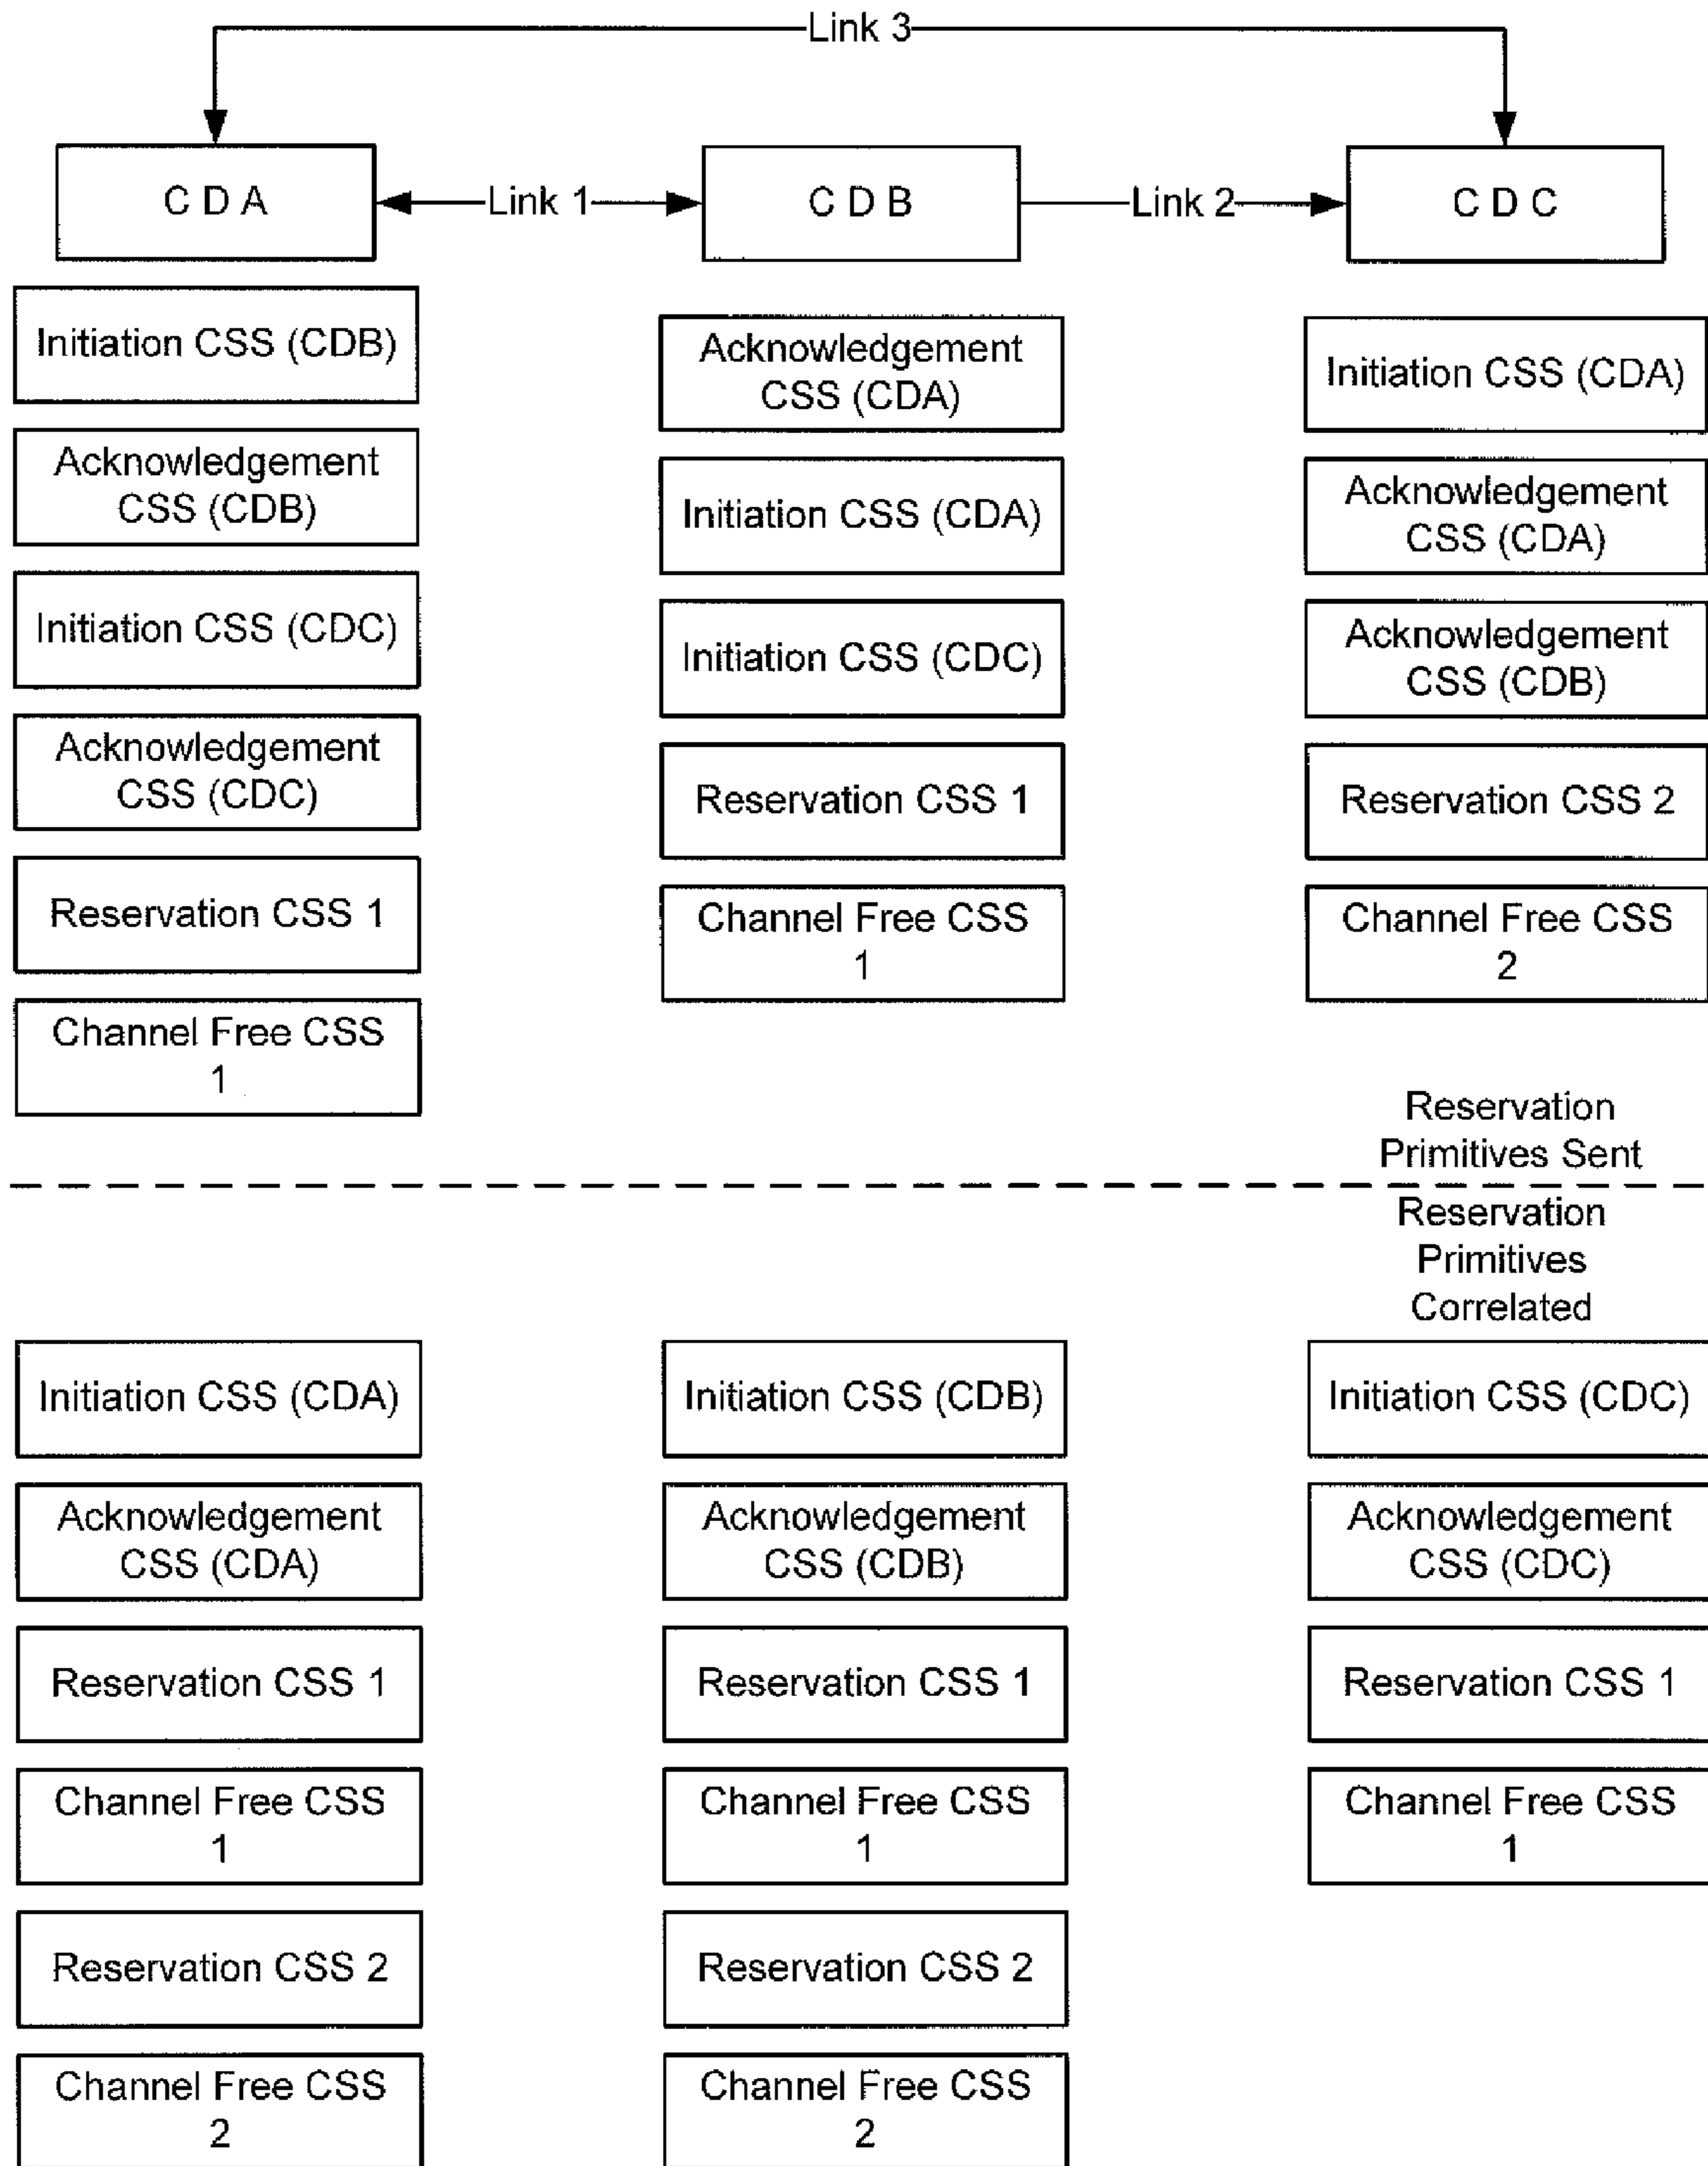 Link 3
C D A
Link 1
C D B
Link 2
C D C
Initiation CSS (CDB)
Acknowledgement
CSS (CDB)
Initiation CSS (CDC)
Acknowledgement
CSS (CDC)
Reservation CSS 1
Channel Free CSS
1
Acknowledgement
CSS (CDA)
Initiation CSS (CDA)
Initiation CSS (CDC)
Reservation CSS 1
Channel Free CSS
1
Initiation CSS (CDA)
Acknowledgement
CSS (CDA)
Acknowledgement
CSS (CDB)
Reservation CSS 2
Channel Free CSS
2
Reservation
Primitives Sent
Reservation
Primitives
Correlated
Initiation CSS (CDA)
Acknowledgement
CSS (CDA)
Reservation CSS 1
Channel Free CSS
1
Reservation CSS 2
Channel Free CSS
2
Initiation CSS (CDB)
Acknowledgement
CSS (CDB)
Reservation CSS 1
Channel Free CSS
1
Reservation CSS 2
Channel Free CSS
2
Initiation CSS (CDC)
Acknowledgement
CSS (CDC)
Reservation CSS 1
Channel Free CSS
1